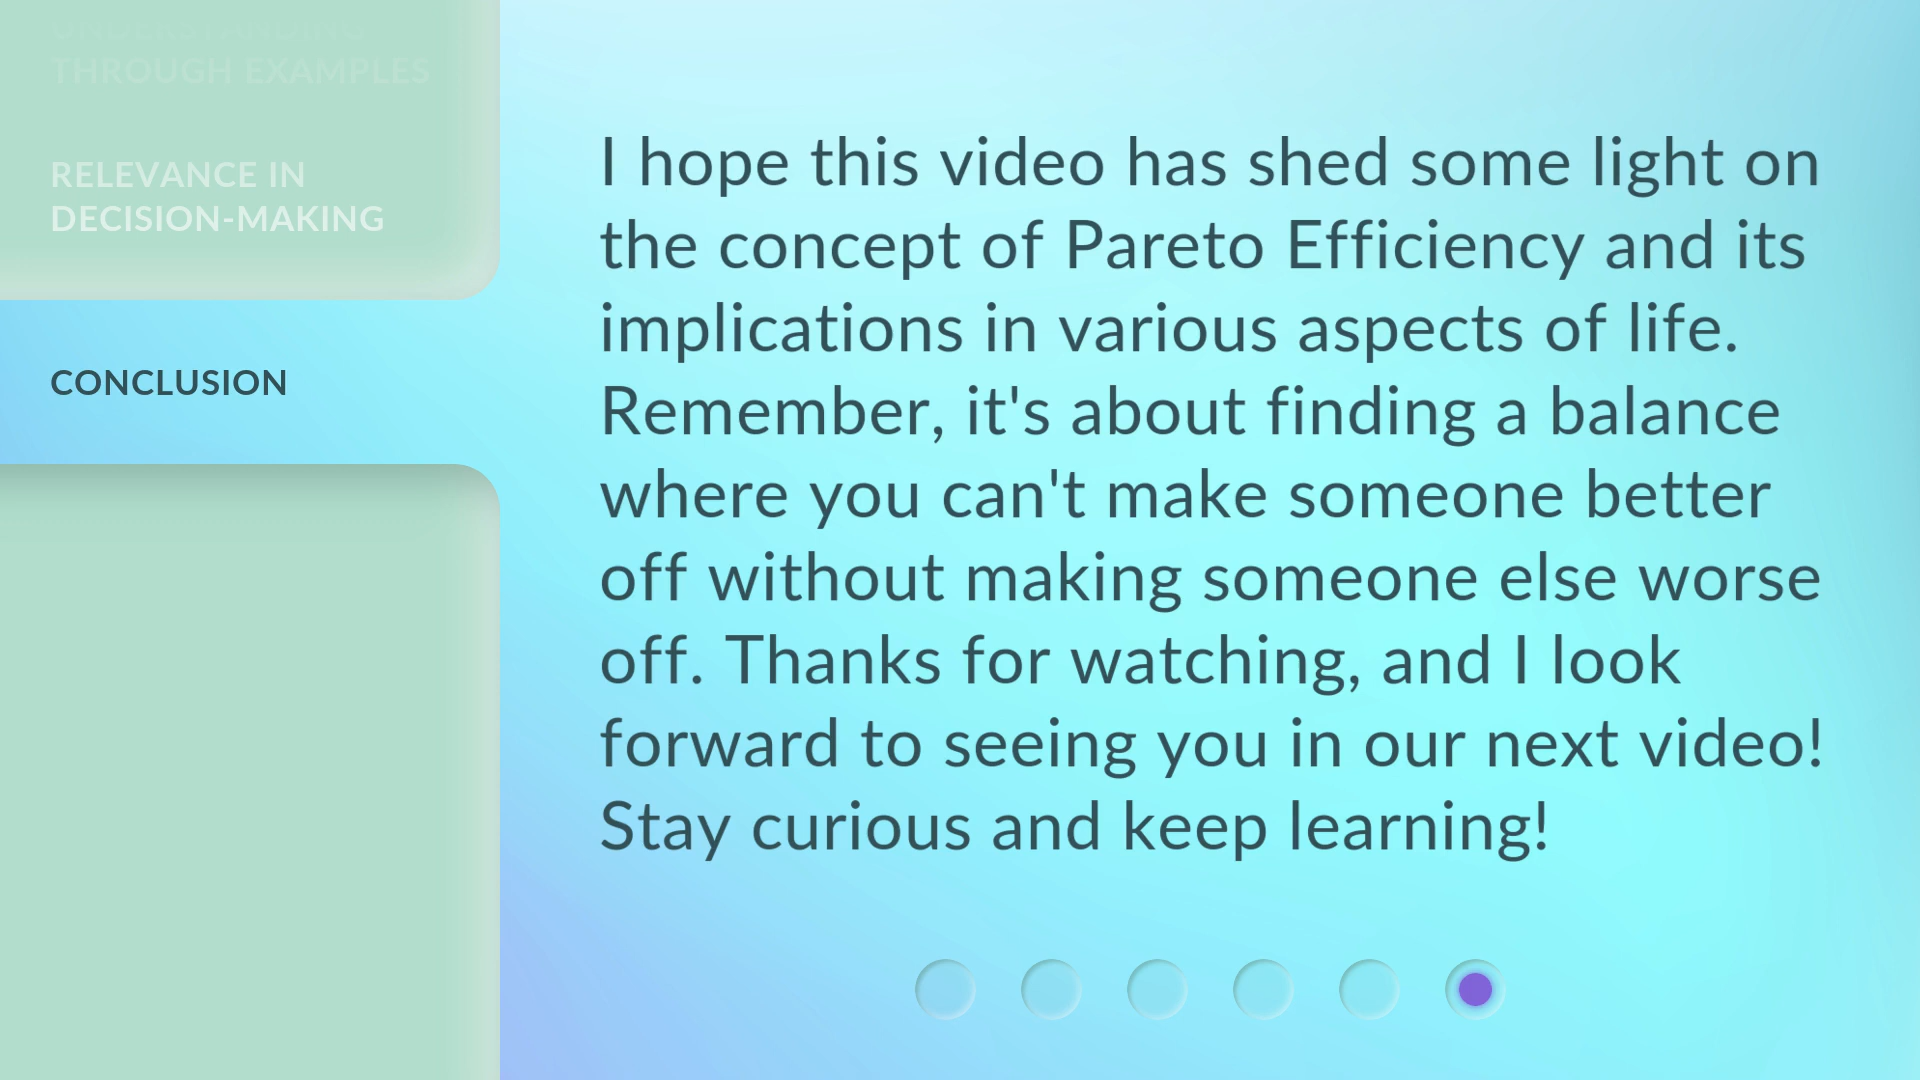 UNDERSTANDING
THROUGH EXAMPLES
RELEVANCE IN
DECISION-MAKING
CONCLUSION
I hope this video has shed some light on
the concept of Pareto Efficiency and its
implications in various aspects of life.
Remember, it's about finding a balance
where you can't make someone better
off without making someone else worse
off. Thanks for watching, and I look
forward to seeing you in our next video!
Stay curious and keep learning!